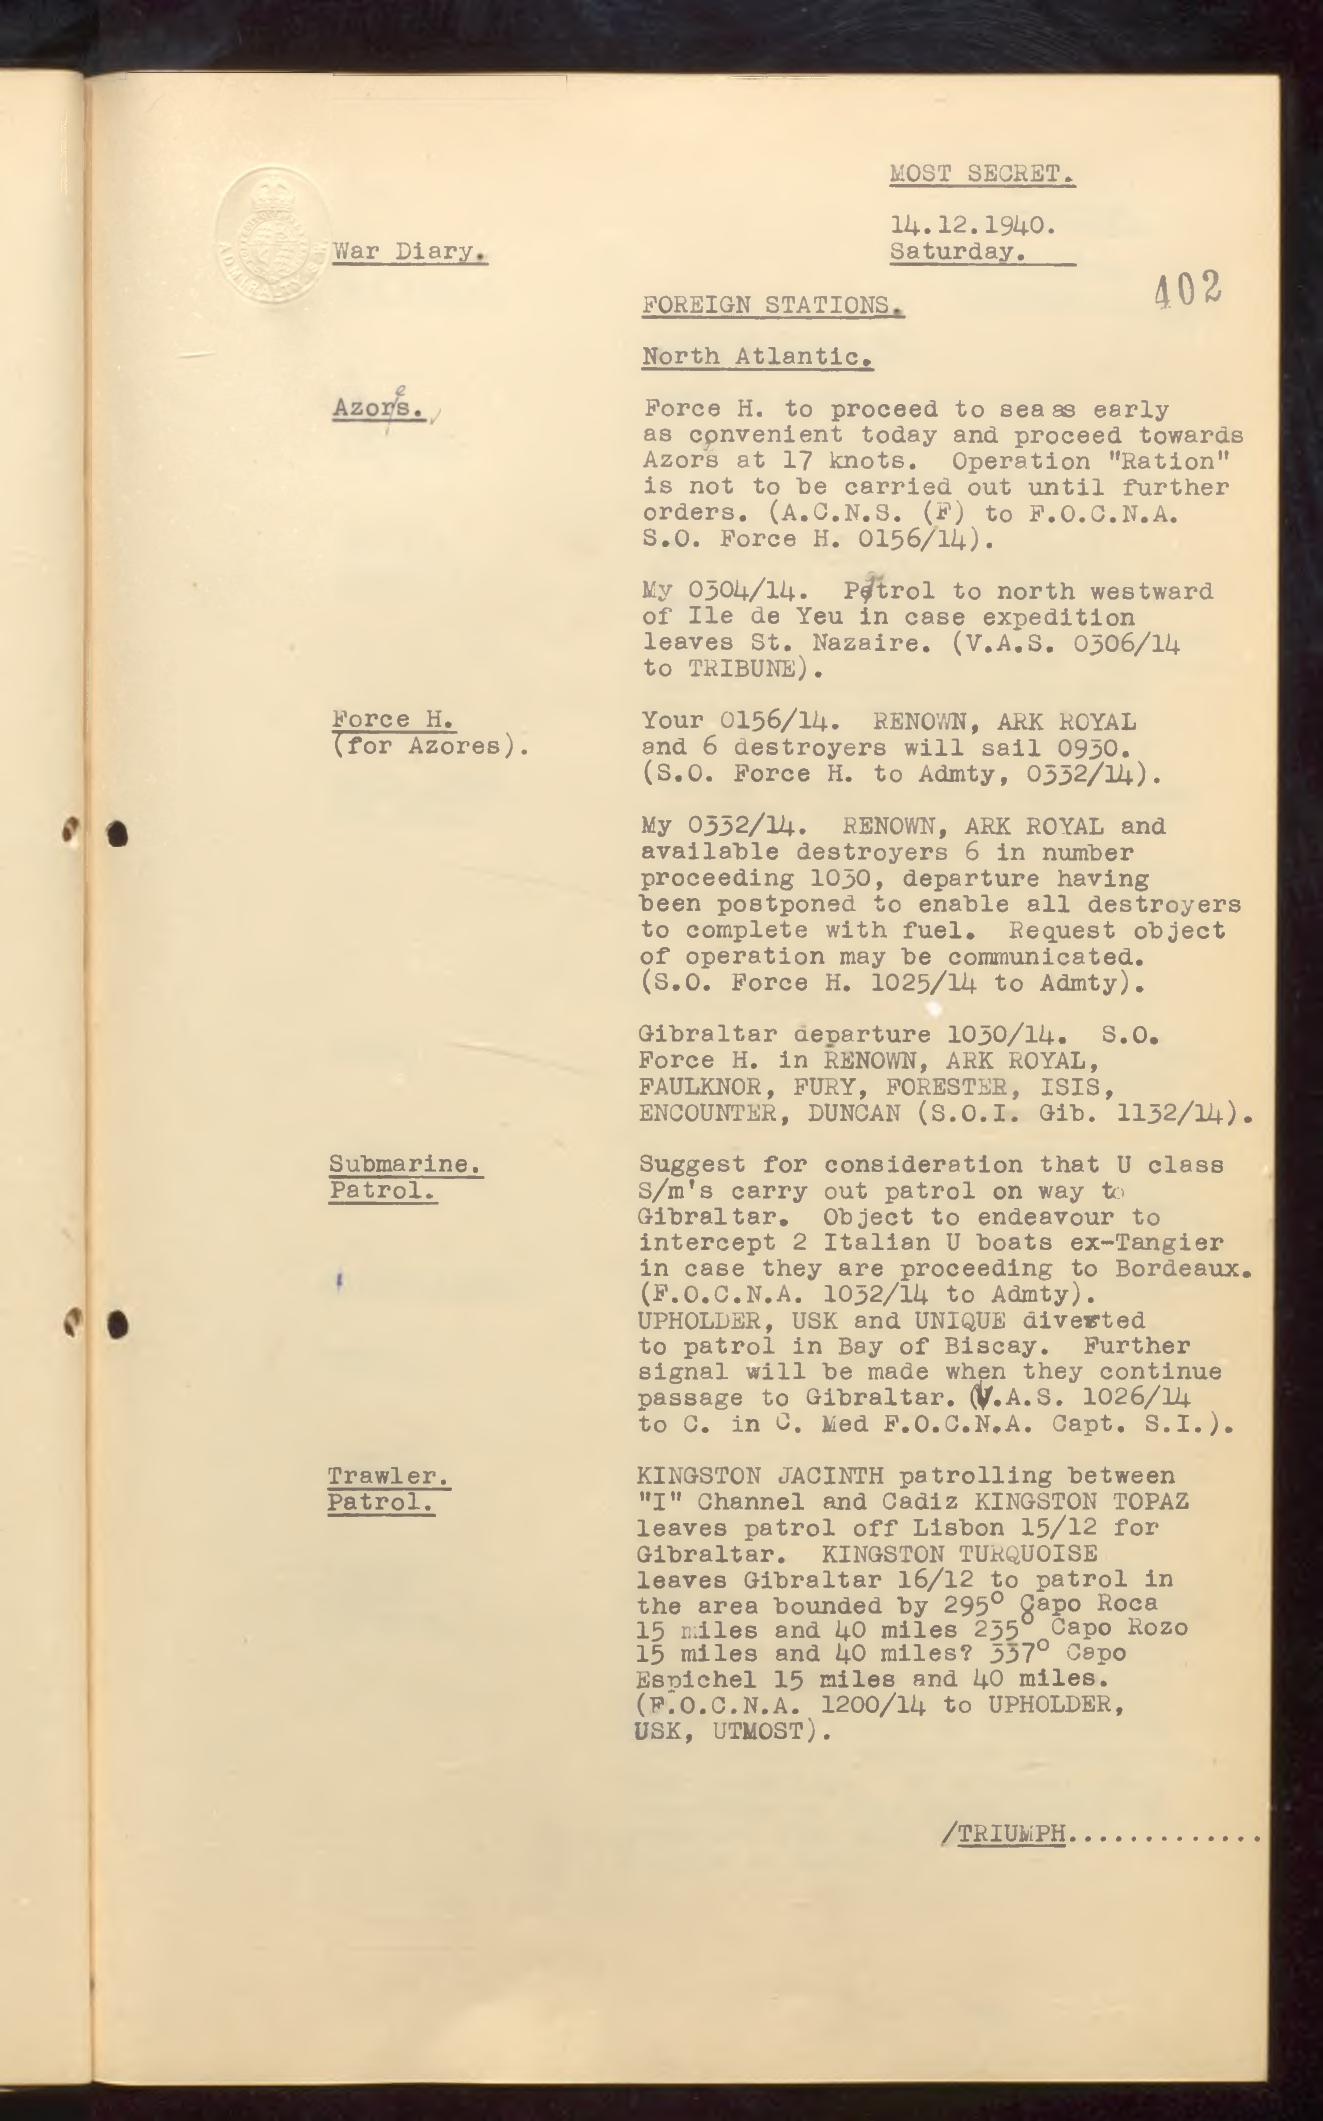 MOST SECRET.
14.12.1940.
War Diary.
Saturday.
402
FOREIGN STATIONS.
North Atlantic.
Azores.
Force H. to proceed to sea as early
as convenient today and proceed towards
Azors at 17 knots. Operation "Ration"
is not to be carried out until further
orders. (A.C.N.S. (F) to F.O.C.N.A.
S.O. Force H. 0156/14).
My 0304/14. Patrol to north westward
of Ile de Yeu in case expedition
leaves St. Nazaire. (V.A.S. 0306/14
to TRIBUNE).
Force H.
(for Azores).
Your 0156/14. RENOWN, ARK ROYAL
and 6 destroyers will sail 0930.
(S.O. Force H. to Admty, 0332/14).
My 0332/14. RENOWN, ARK ROYAL and
available destroyers 6 in number
proceeding 1030, departure having
been postponed to enable all destroyers
to complete with fuel. Request object
of operation may be communicated.
(S.O. Force H. 1025/14 to Admty).
Gibraltar departure 1030/14. S.O.
Force H. in RENOWN, ARK ROYAL,
FAULKNOR, FURY, FORESTER, ISIS,
ENCOUNTER, DUNCAN (S.O.I. Gib. 1132/14).
Submarine.
Patrol.
Suggest for consideration that U class
S/m's carry out patrol on way to
Gibraltar. Object to endeavour to
intercept 2 Italian U boats ex-Tangier
in case they are proceeding to Bordeaux.
(F.O.C.N.A. 1032/14 to Admty).
UPHOLDER, USK and UNIQUE diverted
to patrol in Bay of Biscay. Further
signal will be made when they continue
passage to Gibraltar. (V.A.S. 1026/14
to C. in C. Med F.O.C.N.A. Capt. S.I.).
Trawler.
Patrol.
KINGSTON JACINTH patrolling between
"I" Channel and Cadiz KINGSTON TOPAZ
leaves patrol off Lisbon 15/12 for
Gibraltar. KINGSTON TURQUOISE
leaves Gibraltar 16/12 to patrol in
the area bounded by 295° Capo Roca
15 miles and 40 miles 235° Capo Rozo
15 miles and 40 miles? 337° Capo
Espichel 15 miles and 40 miles.
(F.O.C.N.A. 1200/14 to UPHOLDER,
USK, UTMOST).
/TRIUMPH.............